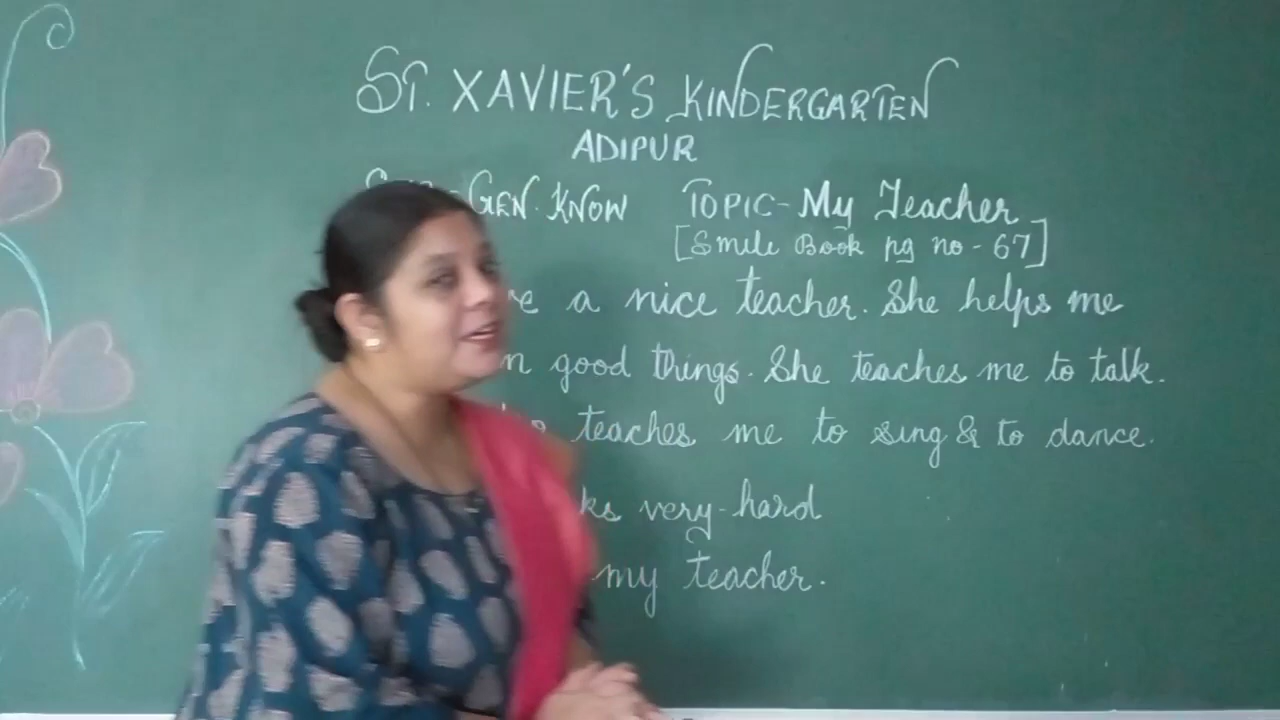 ST. XAVIER'S KINDERGARTEN
ADIPUR
GEN. KNOW TOPIC- My Teacher
[Smile Book pg no - 67]
a nice teacher. She helps me
good things. She teaches me to talk.
teaches me to sing & to dance.
very-hard
my teacher.